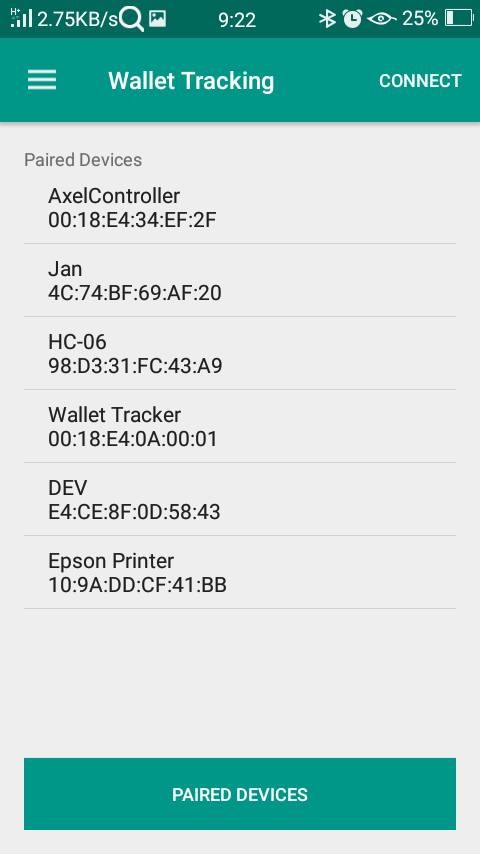 2.75KB/s 9:22 25%
Wallet Tracking CONNECT
Paired Devices
AxelController
00:18:E4:34:EF:2F
Jan
4C:74:BF:69:AF:20
HC-06
98:D3:31:FC:43:A9
Wallet Tracker
00:18:E4:0A:00:01
DEV
E4:CE:8F:0D:58:43
Epson Printer
10:9A:DD:CF:41:BB
PAIRED DEVICES